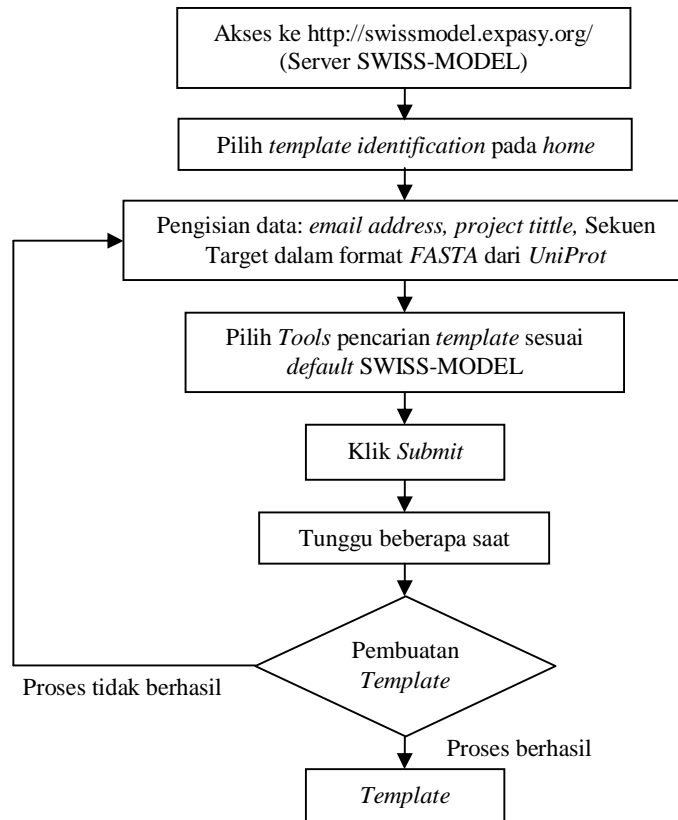 Akses ke http://swissmodel.expasy.org/
(Server SWISS-MODEL)
Pilih template identification pada home
Pengisian data: email address, project tittle, Sekuen
Target dalam format FASTA dari UniProt
Pilih Tools pencarian template sesuai
default SWISS-MODEL
Klik Submit
Tunggu beberapa saat
Pembuatan
Template
Proses tidak berhasil
Proses berhasil
Template